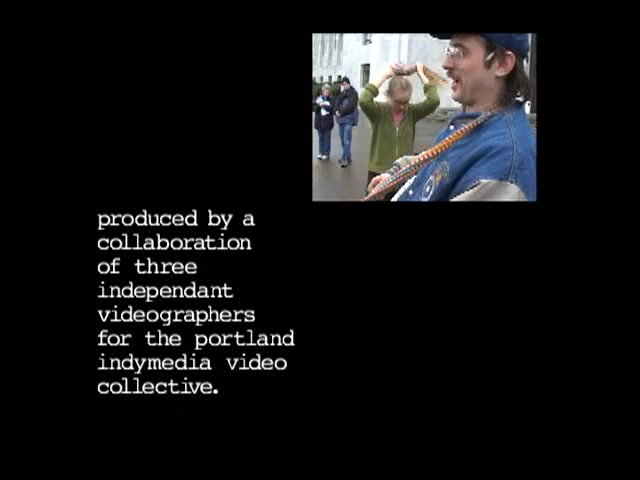 produced by a
collaboration
of three
independant
videographers
for the portland
indymedia video
collective.